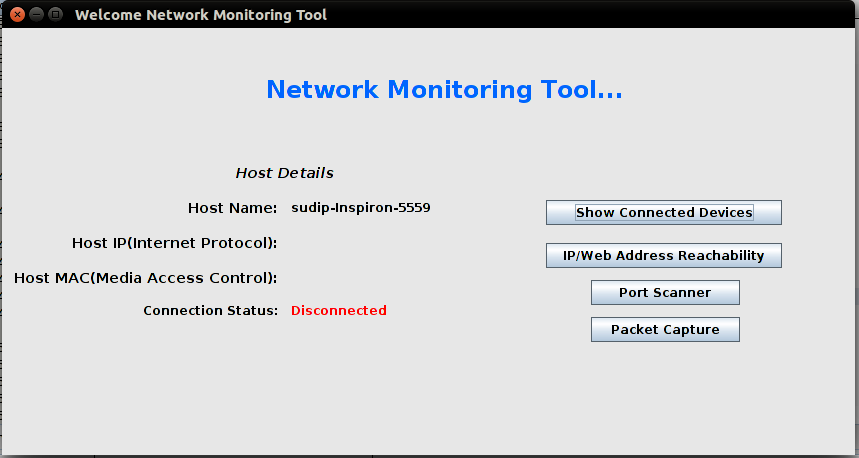 Welcome Network Monitoring Tool
Network Monitoring Tool...
Host Details
Host Name: sudip-Inspiron-5559
Host IP(Internet Protocol):
Host MAC(Media Access Control):
Connection Status: Disconnected
Show Connected Devices
IP/Web Address Reachability
Port Scanner
Packet Capture